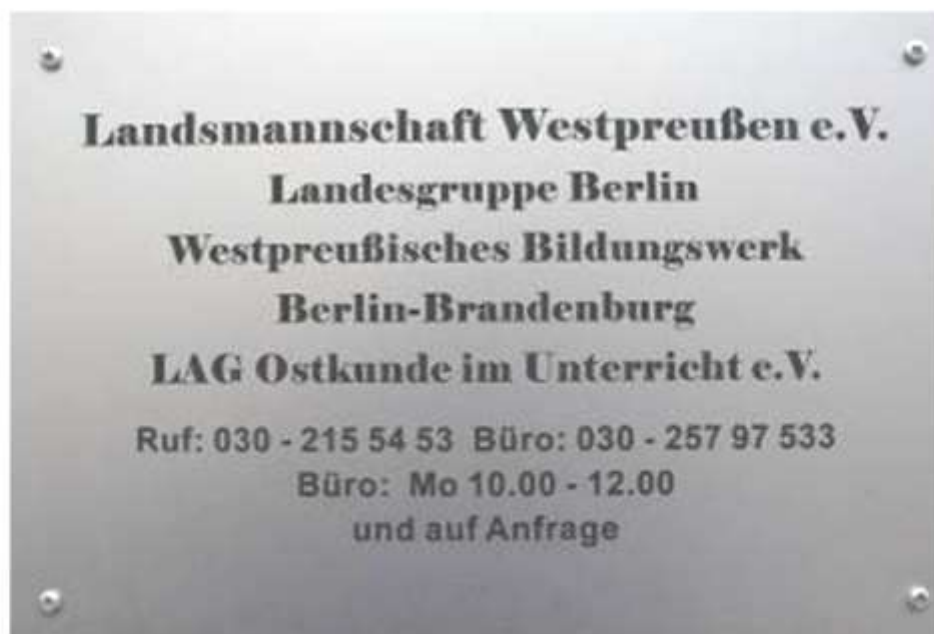 Landsmannschaft Westpreußen e.V.
Landesgruppe Berlin
Westpreußisches Bildungswerk
Berlin-Brandenburg
LAG Ostkunde im Unterricht e.V.
Ruf: 030 - 215 54 53 Büro: 030 - 257 97 533
Büro: Mo 10.00 - 12.00
und auf Anfrage